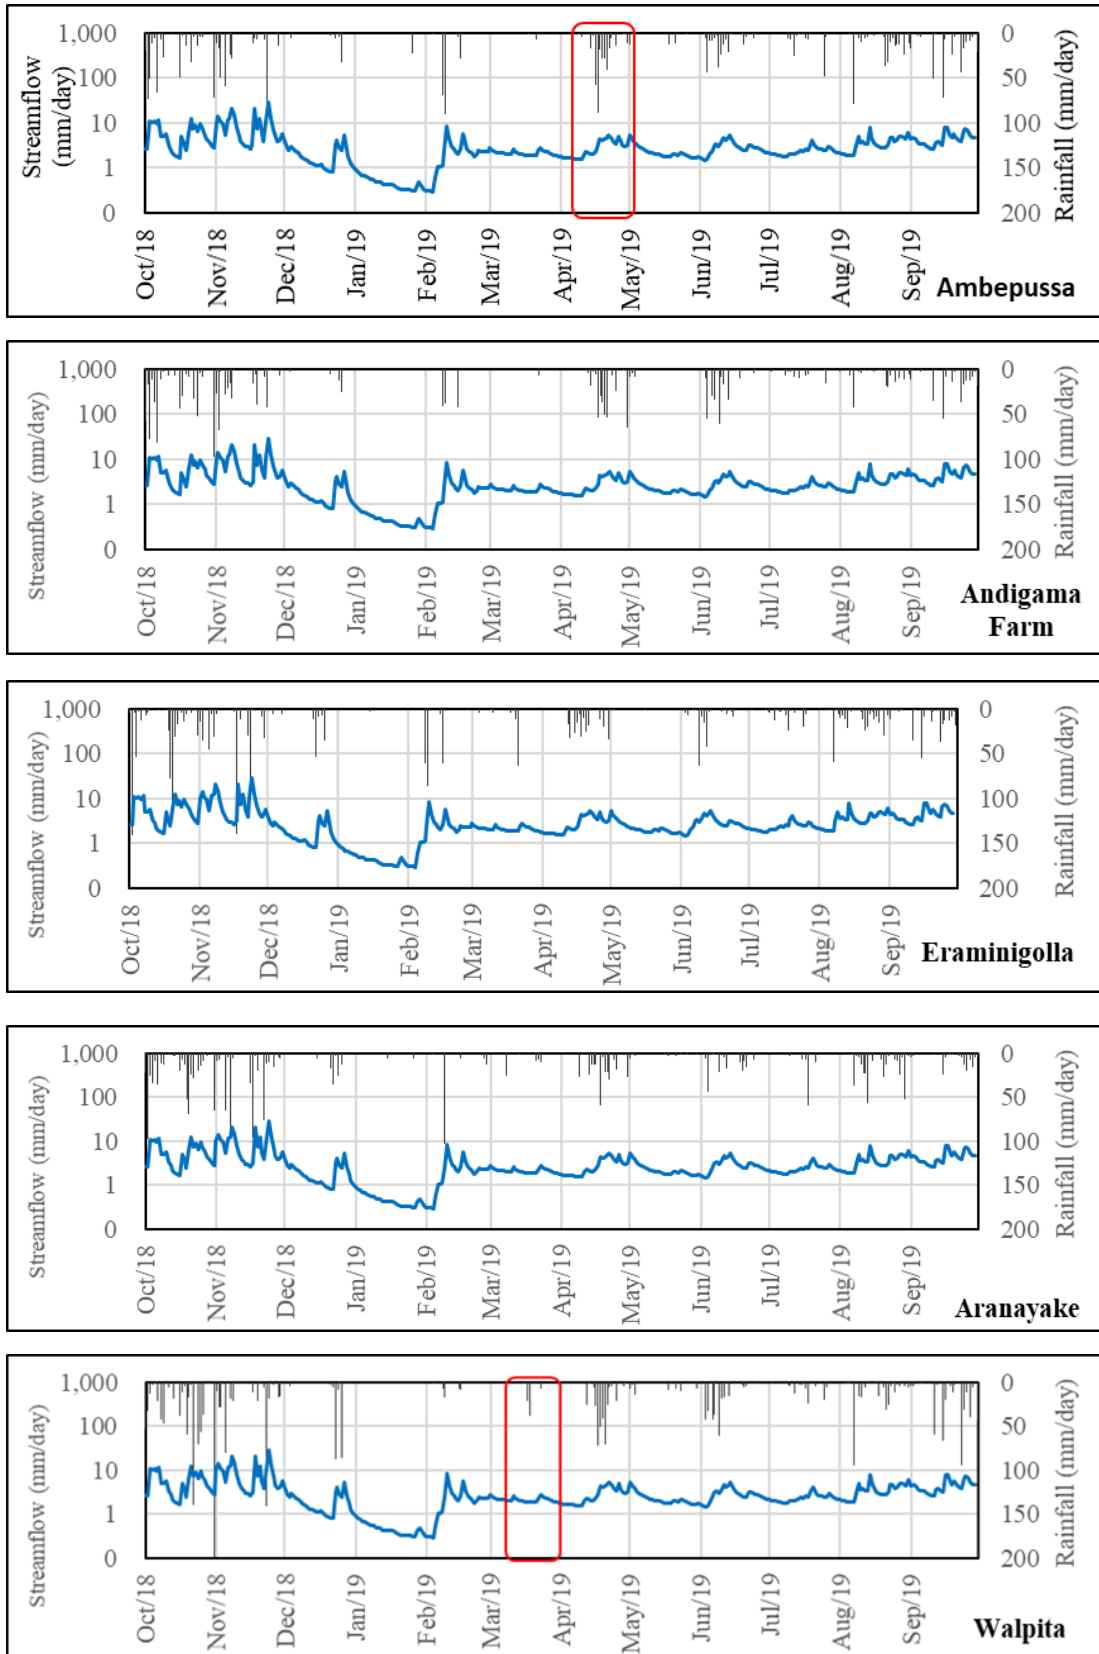 Streamflow
(mm/day)
1,000
100
10
1
0
0
50
100
150
200
Rainfall (mm/day)
Oct/18
Nov/18
Dec/18
Jan/19
Feb/19
Mar/19
Apr/19
May/19
Jun/19
Jul/19
Aug/19
Sep/19
Ambepussa
Streamflow (mm/day)
1,000
100
10
1
0
0
50
100
150
200
Rainfall (mm/day)
Oct/18
Nov/18
Dec/18
Jan/19
Feb/19
Mar/19
Apr/19
May/19
Jun/19
Jul/19
Aug/19
Sep/19
Andigama
Farm
Streamflow (mm/day)
1,000
100
10
1
0
0
50
100
150
200
Rainfall (mm/day)
Oct/18
Nov/18
Dec/18
Jan/19
Feb/19
Mar/19
Apr/19
May/19
Jun/19
Jul/19
Aug/19
Sep/19
Eraminigolla
Streamflow (mm/day)
1,000
100
10
1
0
0
50
100
150
200
Rainfall (mm/day)
Oct/18
Nov/18
Dec/18
Jan/19
Feb/19
Mar/19
Apr/19
May/19
Jun/19
Jul/19
Aug/19
Sep/19
Aranayake
Streamflow (mm/day)
1,000
100
10
1
0
0
50
100
150
200
Rainfall (mm/day)
Oct/18
Nov/18
Dec/18
Jan/19
Feb/19
Mar/19
Apr/19
May/19
Jun/19
Jul/19
Aug/19
Sep/19
Walpita